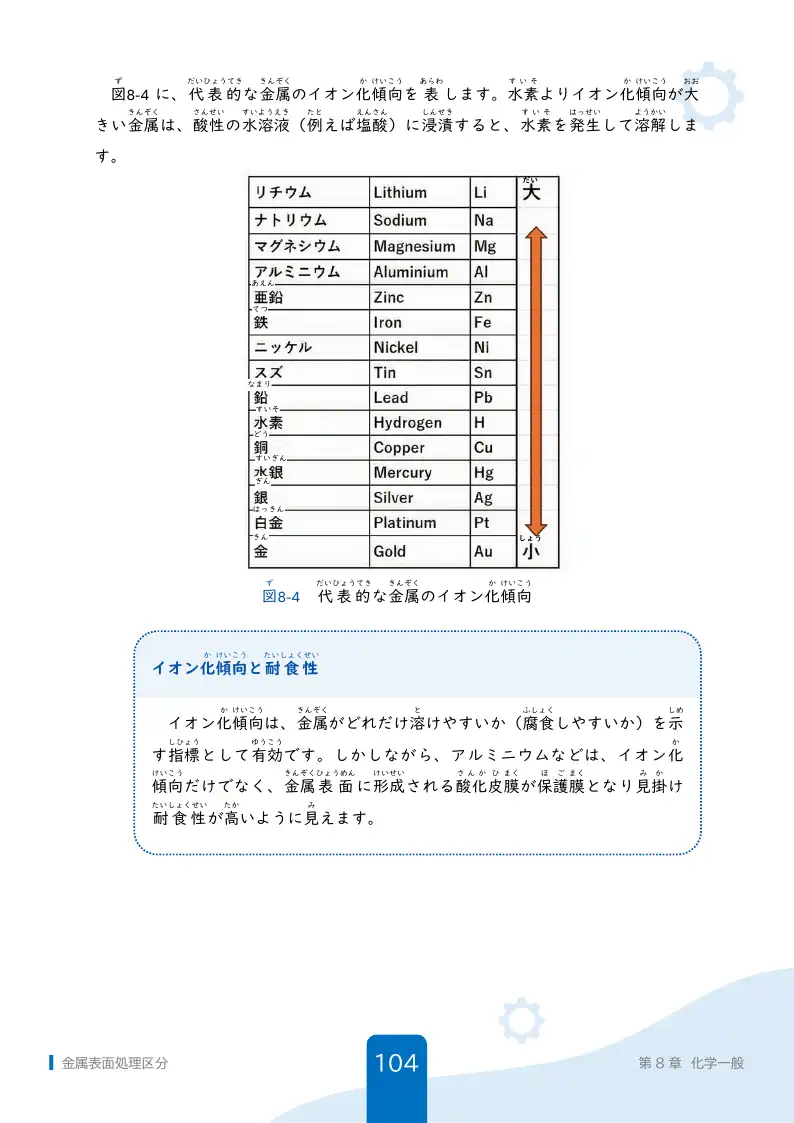 図8-4 に、代表的な金属のイオン化傾向を表します。水素よりイオン化傾向が大
きい金属は、酸性の水溶液（例えば塩酸）に浸漬すると、水素を発生して溶解しま
す。
リチウム Lithium Li 大
ナトリウム Sodium Na
マグネシウム Magnesium Mg
アルミニウム Aluminium Al
亜鉛 Zinc Zn
鉄 Iron Fe
ニッケル Nickel Ni
スズ Tin Sn
鉛 Lead Pb
水素 Hydrogen H
銅 Copper Cu
水銀 Mercury Hg
銀 Silver Ag
白金 Platinum Pt
金 Gold Au 小
図8-4 代表的な金属のイオン化傾向
イオン化傾向と耐食性
イオン化傾向は、金属がどれだけ溶けやすいか（腐食しやすいか）を示
す指標として有効です。しかしながら、アルミニウムなどは、イオン化
傾向だけでなく、金属表面に形成される酸化皮膜が保護膜となり見掛け
耐食性が高いように見えます。
金属表面処理区分 104 第 8 章 化学一般